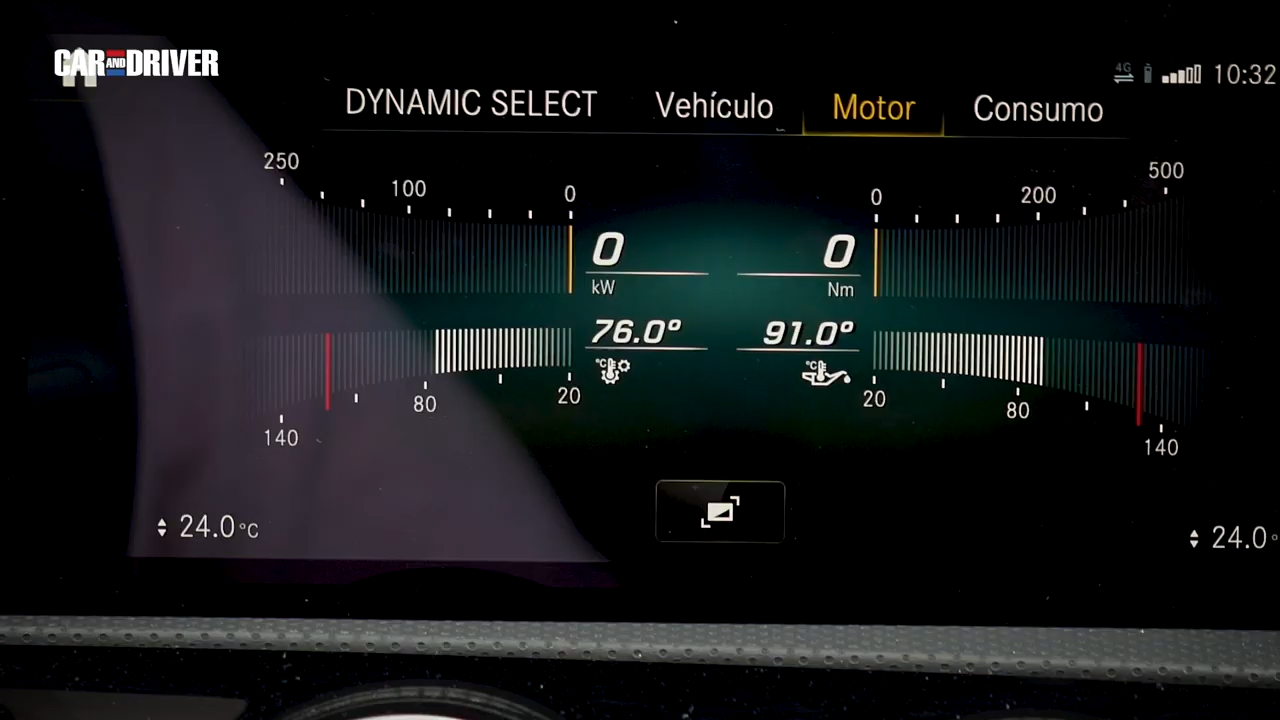 CAR AND DRIVER
4G 10:32
DYNAMIC SELECT Vehículo Motor Consumo
250 100 0 0 200 500
0 0
kW Nm
76.0° 91.0°
°C °C
80 20 20 80
140 140
24.0°C 24.0°